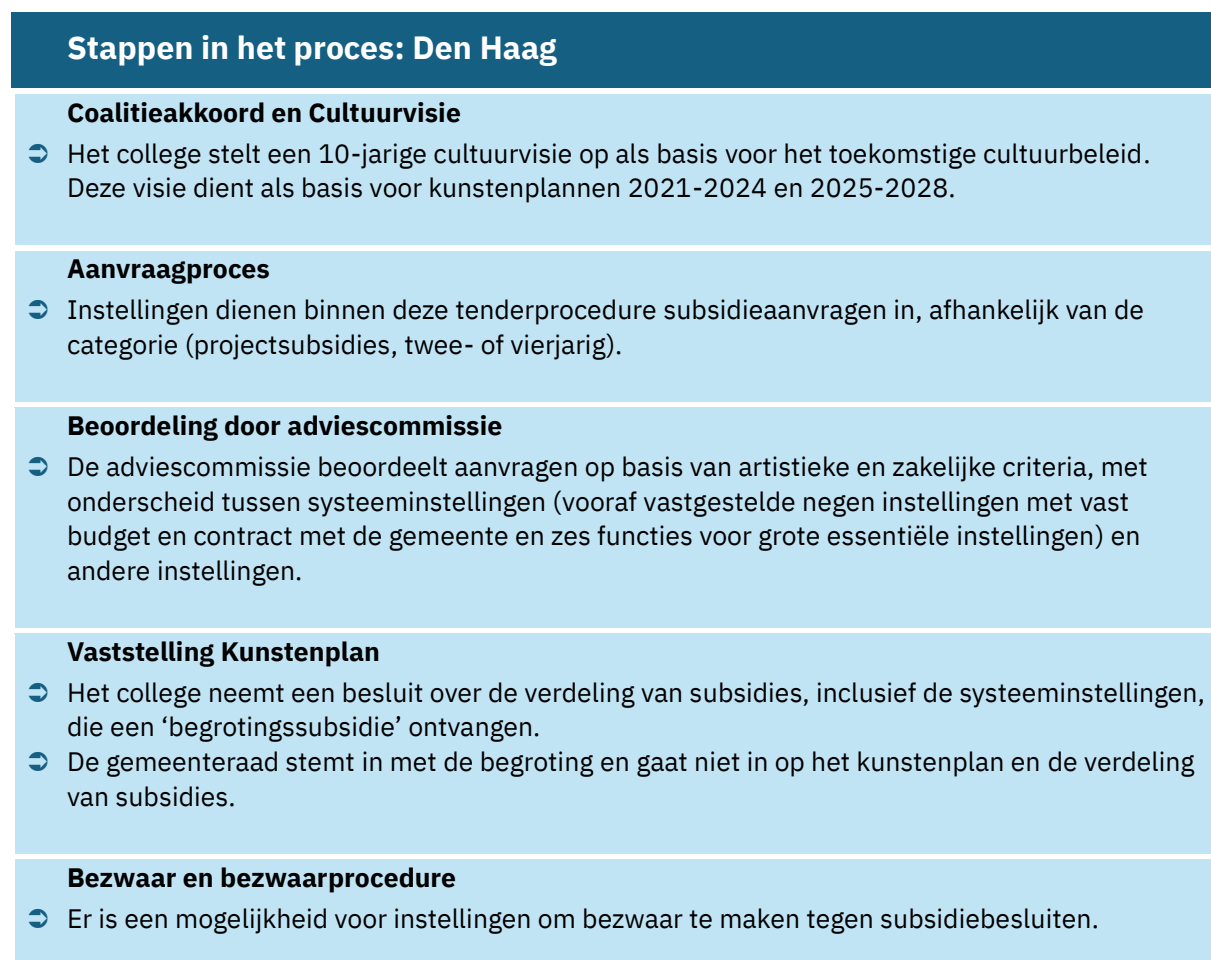 Stappen in het proces: Den Haag
Coalitieakkoord en Cultuurvisie
➲ Het college stelt een 10-jarige cultuurvisie op als basis voor het toekomstige cultuurbeleid.
Deze visie dient als basis voor kunstenplannen 2021-2024 en 2025-2028.
Aanvraagproces
➲ Instellingen dienen binnen deze tenderprocedure subsidieaanvragen in, afhankelijk van de
categorie (projectsubsidies, twee- of vierjarig).
Beoordeling door adviescommissie
➲ De adviescommissie beoordeelt aanvragen op basis van artistieke en zakelijke criteria, met
onderscheid tussen systeeminstellingen (vooraf vastgestelde negen instellingen met vast
budget en contract met de gemeente en zes functies voor grote essentiële instellingen) en
andere instellingen.
Vaststelling Kunstenplan
➲ Het college neemt een besluit over de verdeling van subsidies, inclusief de systeeminstellingen,
die een ‘begrotingssubsidie’ ontvangen.
➲ De gemeenteraad stemt in met de begroting en gaat niet in op het kunstenplan en de verdeling
van subsidies.
Bezwaar en bezwaarprocedure
➲ Er is een mogelijkheid voor instellingen om bezwaar te maken tegen subsidiebesluiten.